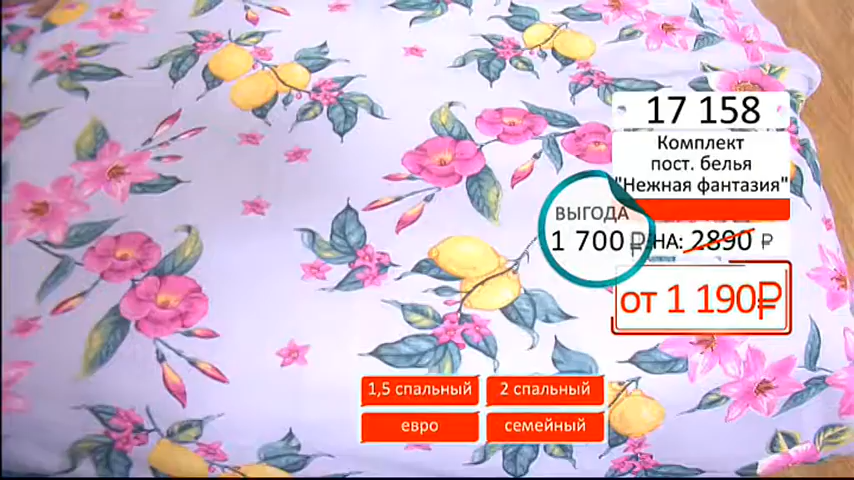 17 158
Комплект
пост. белья
"Нежная фантазия"
ВЫГОДА
1 700 ₽
НА: 2890 ₽
от 1 190₽
1,5 спальный
2 спальный
евро
семейный